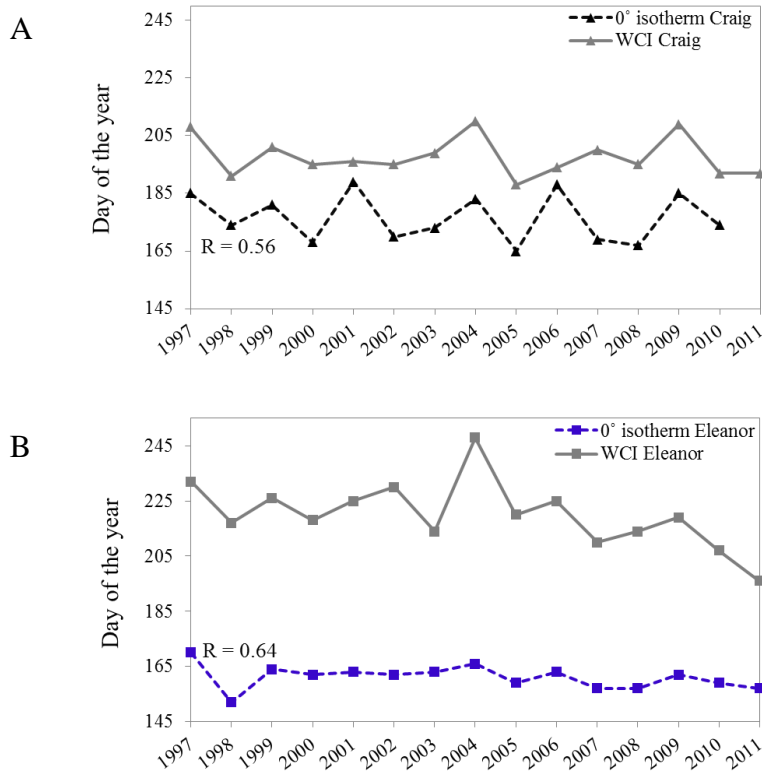 A
0˚ isotherm Craig
WCI Craig
Day of the year
245
225
205
185
165
145
R = 0.56
1997 1998 1999 2000 2001 2002 2003 2004 2005 2006 2007 2008 2009 2010 2011
B
0˚ isotherm Eleanor
WCI Eleanor
Day of the year
245
225
205
185
165
145
R = 0.64
1997 1998 1999 2000 2001 2002 2003 2004 2005 2006 2007 2008 2009 2010 2011